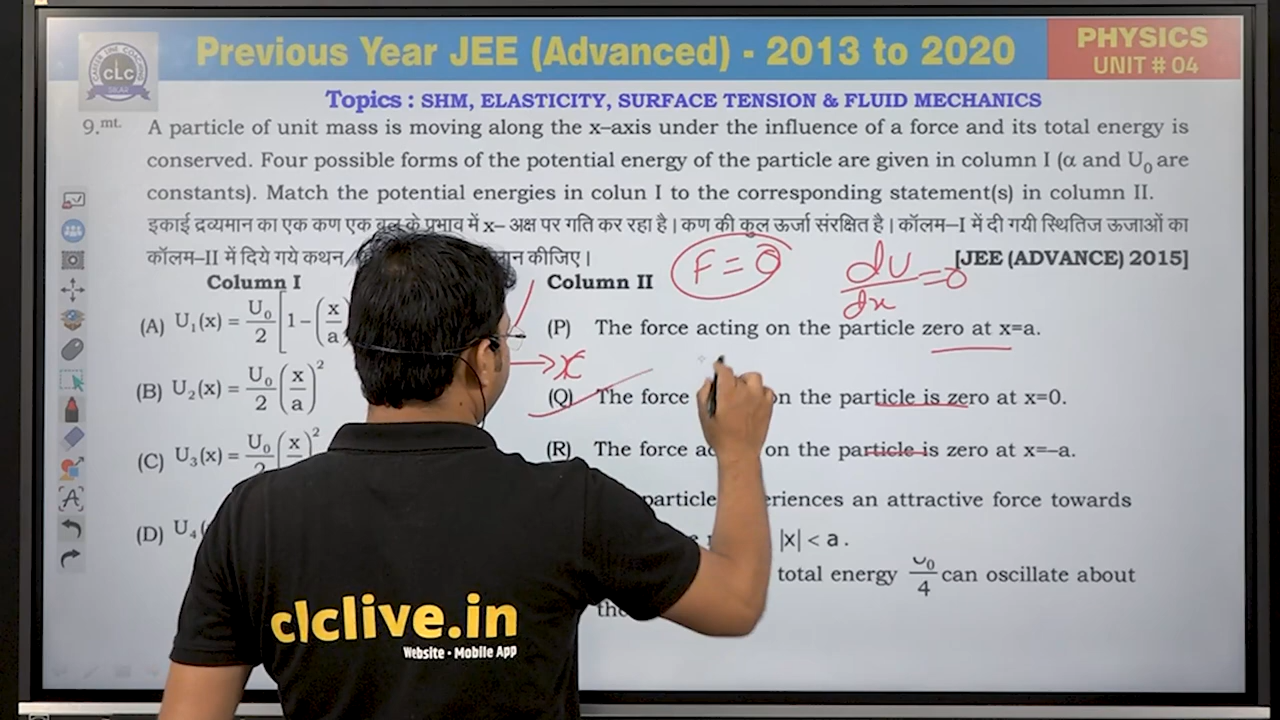 Previous Year JEE (Advanced) - 2013 to 2020
PHYSICS
UNIT # 04
CLC
SIKAR
Topics : SHM, ELASTICITY, SURFACE TENSION & FLUID MECHANICS
9.mt. A particle of unit mass is moving along the x–axis under the influence of a force and its total energy is
conserved. Four possible forms of the potential energy of the particle are given in column I (α and U₀ are
constants). Match the potential energies in colun I to the corresponding statement(s) in column II.
इकाई द्रव्यमान का एक कण एक बल के प्रभाव में x– अक्ष पर गति कर रहा है। कण की कुल ऊर्जा संरक्षित है। कॉलम–I में दी गयी स्थितिज ऊजाओं का
कॉलम–II में दिये गये कथन/ कीजिए।
[JEE (ADVANCE) 2015]
F = 0
dU/dx = 0
Column I
Column II
(A) U₁(x) = U₀/2 [1 – (x/a)
(P) The force acting on the particle zero at x=a.
→ x
(B) U₂(x) = U₀/2 (x/a)²
(Q) The force on the particle is zero at x=0.
(C) U₃(x) = U₀/2 (x/a)²
(R) The force on the particle is zero at x=–a.
(D) U₄(
particle an attractive force towards
|x| < a.
total energy U₀/4 can oscillate about
clclive.in
Website - Mobile App